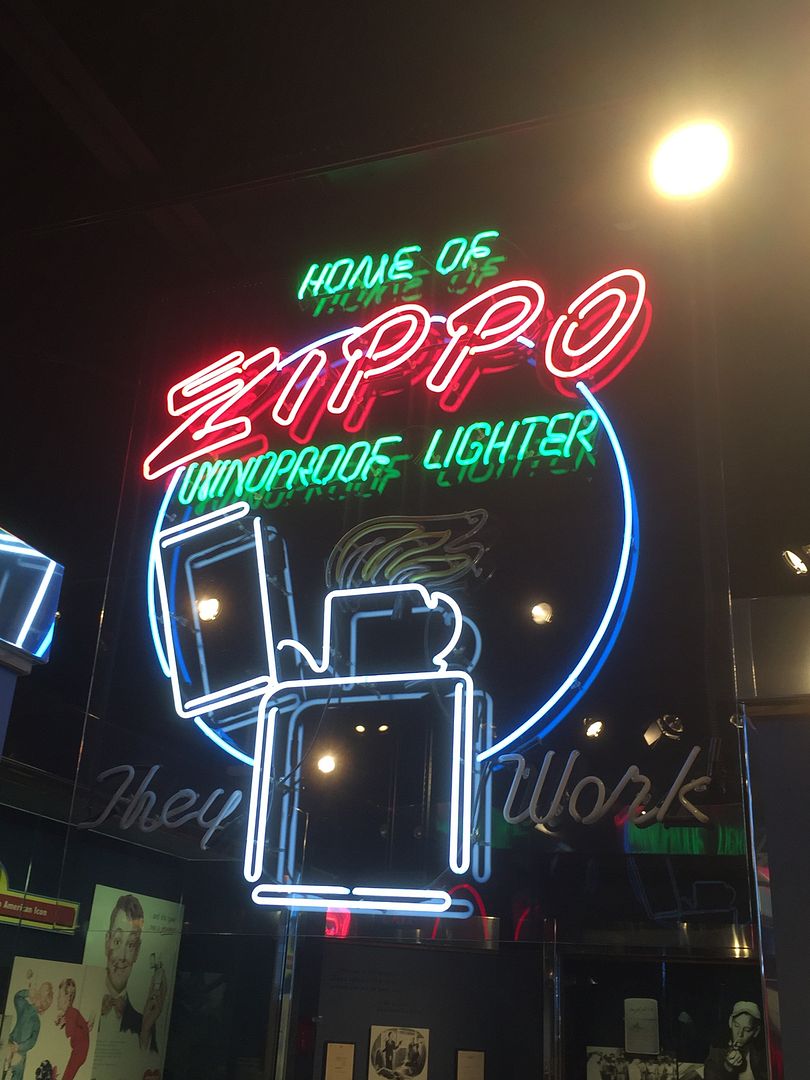 HOME OF
ZIPPO
WINDPROOF LIGHTER
They Work
American Icon